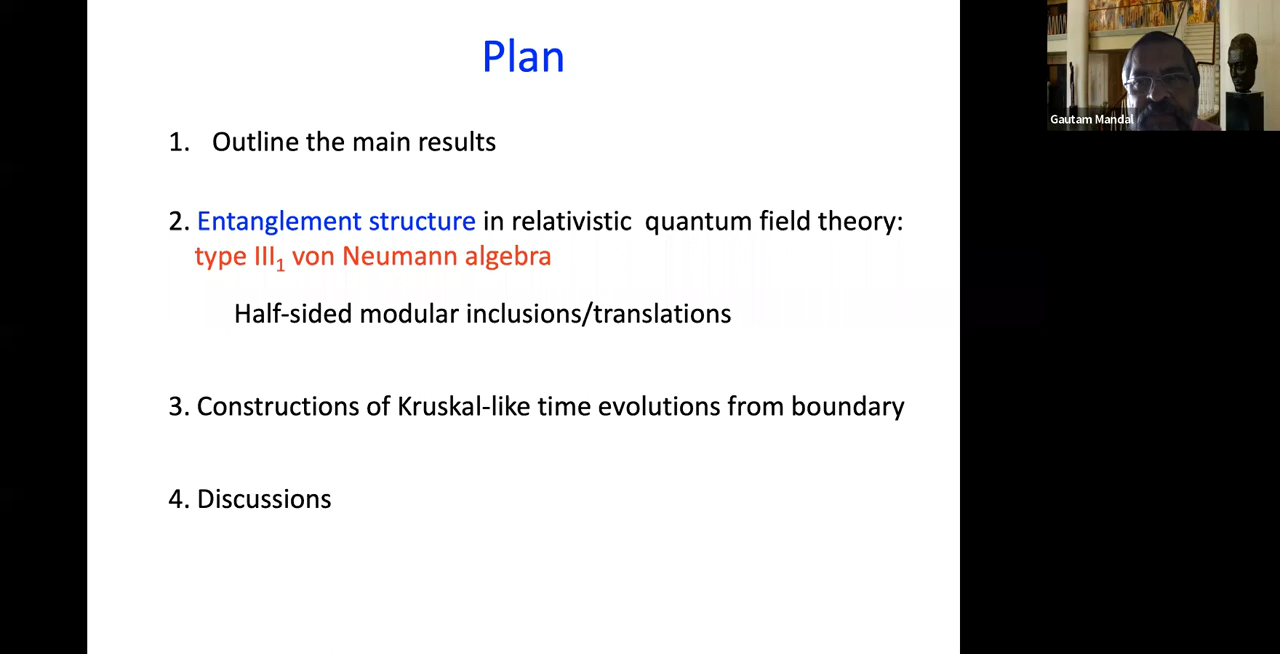 Plan
1. Outline the main results
2. Entanglement structure in relativistic quantum field theory:
type III₁ von Neumann algebra
Half-sided modular inclusions/translations
3. Constructions of Kruskal-like time evolutions from boundary
4. Discussions
Gautam Mandal